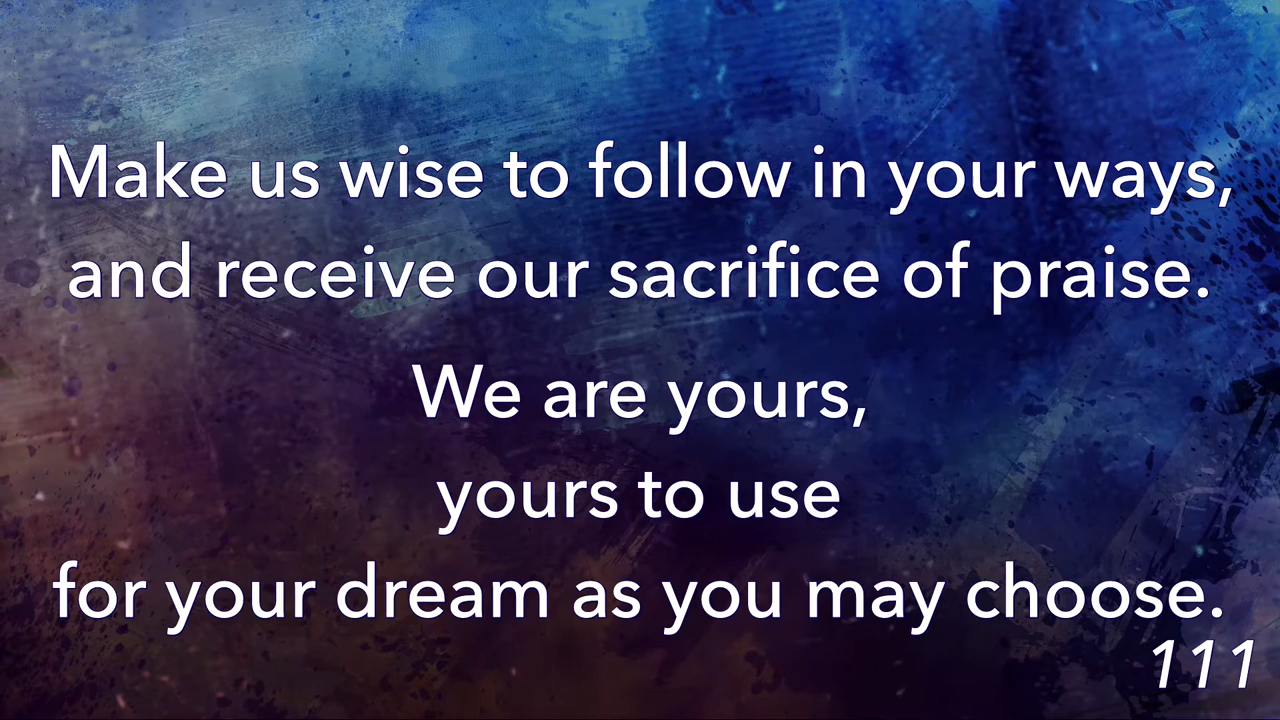 Make us wise to follow in your ways,
and receive our sacrifice of praise.
We are yours,
yours to use
for your dream as you may choose.
111